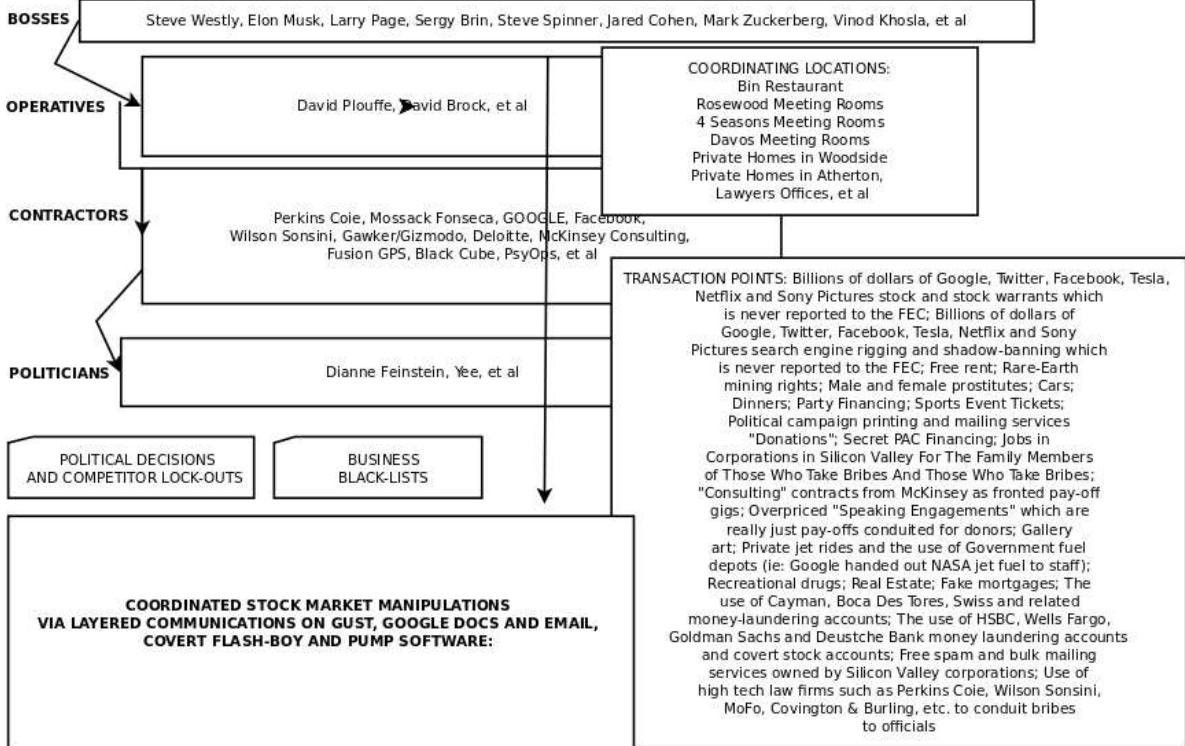 BOSSES
Steve Westly, Elon Musk, Larry Page, Sergy Brin, Steve Spinner, Jared Cohen, Mark Zuckerberg, Vinod Khosla, et al
OPERATIVES
David Plouffe, David Brock, et al
COORDINATING LOCATIONS:
Bin Restaurant
Rosewood Meeting Rooms
4 Seasons Meeting Rooms
Davos Meeting Rooms
Private Homes in Woodside
Private Homes in Atherton,
Lawyers Offices, et al
CONTRACTORS
Perkins Coie, Mossack Fonseca, GOOGLE, Facebook,
Wilson Sonsini, Gawker/Gizmodo, Deloitte, McKinsey Consulting,
Fusion GPS, Black Cube, PsyOps, et al
POLITICIANS
Dianne Feinstein, Yee, et al
TRANSACTION POINTS: Billions of dollars of Google, Twitter, Facebook, Tesla,
Netflix and Sony Pictures stock and stock warrants which
is never reported to the FEC; Billions of dollars of
Google, Twitter, Facebook, Tesla, Netflix and Sony
Pictures search engine rigging and shadow-banning which
is never reported to the FEC; Free rent; Rare-Earth
mining rights; Male and female prostitutes; Cars;
Dinners; Party Financing; Sports Event Tickets;
Political campaign printing and mailing services
"Donations"; Secret PAC Financing; Jobs in
Corporations in Silicon Valley For The Family Members
of Those Who Take Bribes And Those Who Take Bribes;
"Consulting" contracts from McKinsey as fronted pay-off
gigs; Overpriced "Speaking Engagements" which are
really just pay-offs conduited for donors; Gallery
art; Private jet rides and the use of Government fuel
depots (ie: Google handed out NASA jet fuel to staff);
Recreational drugs; Real Estate; Fake mortgages; The
use of Cayman, Boca Des Tores, Swiss and related
money-laundering accounts; The use of HSBC, Wells Fargo,
Goldman Sachs and Deustche Bank money laundering accounts
and covert stock accounts; Free spam and bulk mailing
services owned by Silicon Valley corporations; Use of
high tech law firms such as Perkins Coie, Wilson Sonsini,
MoFo, Covington & Burling, etc. to conduit bribes
to officials
POLITICAL DECISIONS
AND COMPETITOR LOCK-OUTS
BUSINESS
BLACK-LISTS
COORDINATED STOCK MARKET MANIPULATIONS
VIA LAYERED COMMUNICATIONS ON GUST, GOOGLE DOCS AND EMAIL,
COVERT FLASH-BOY AND PUMP SOFTWARE: